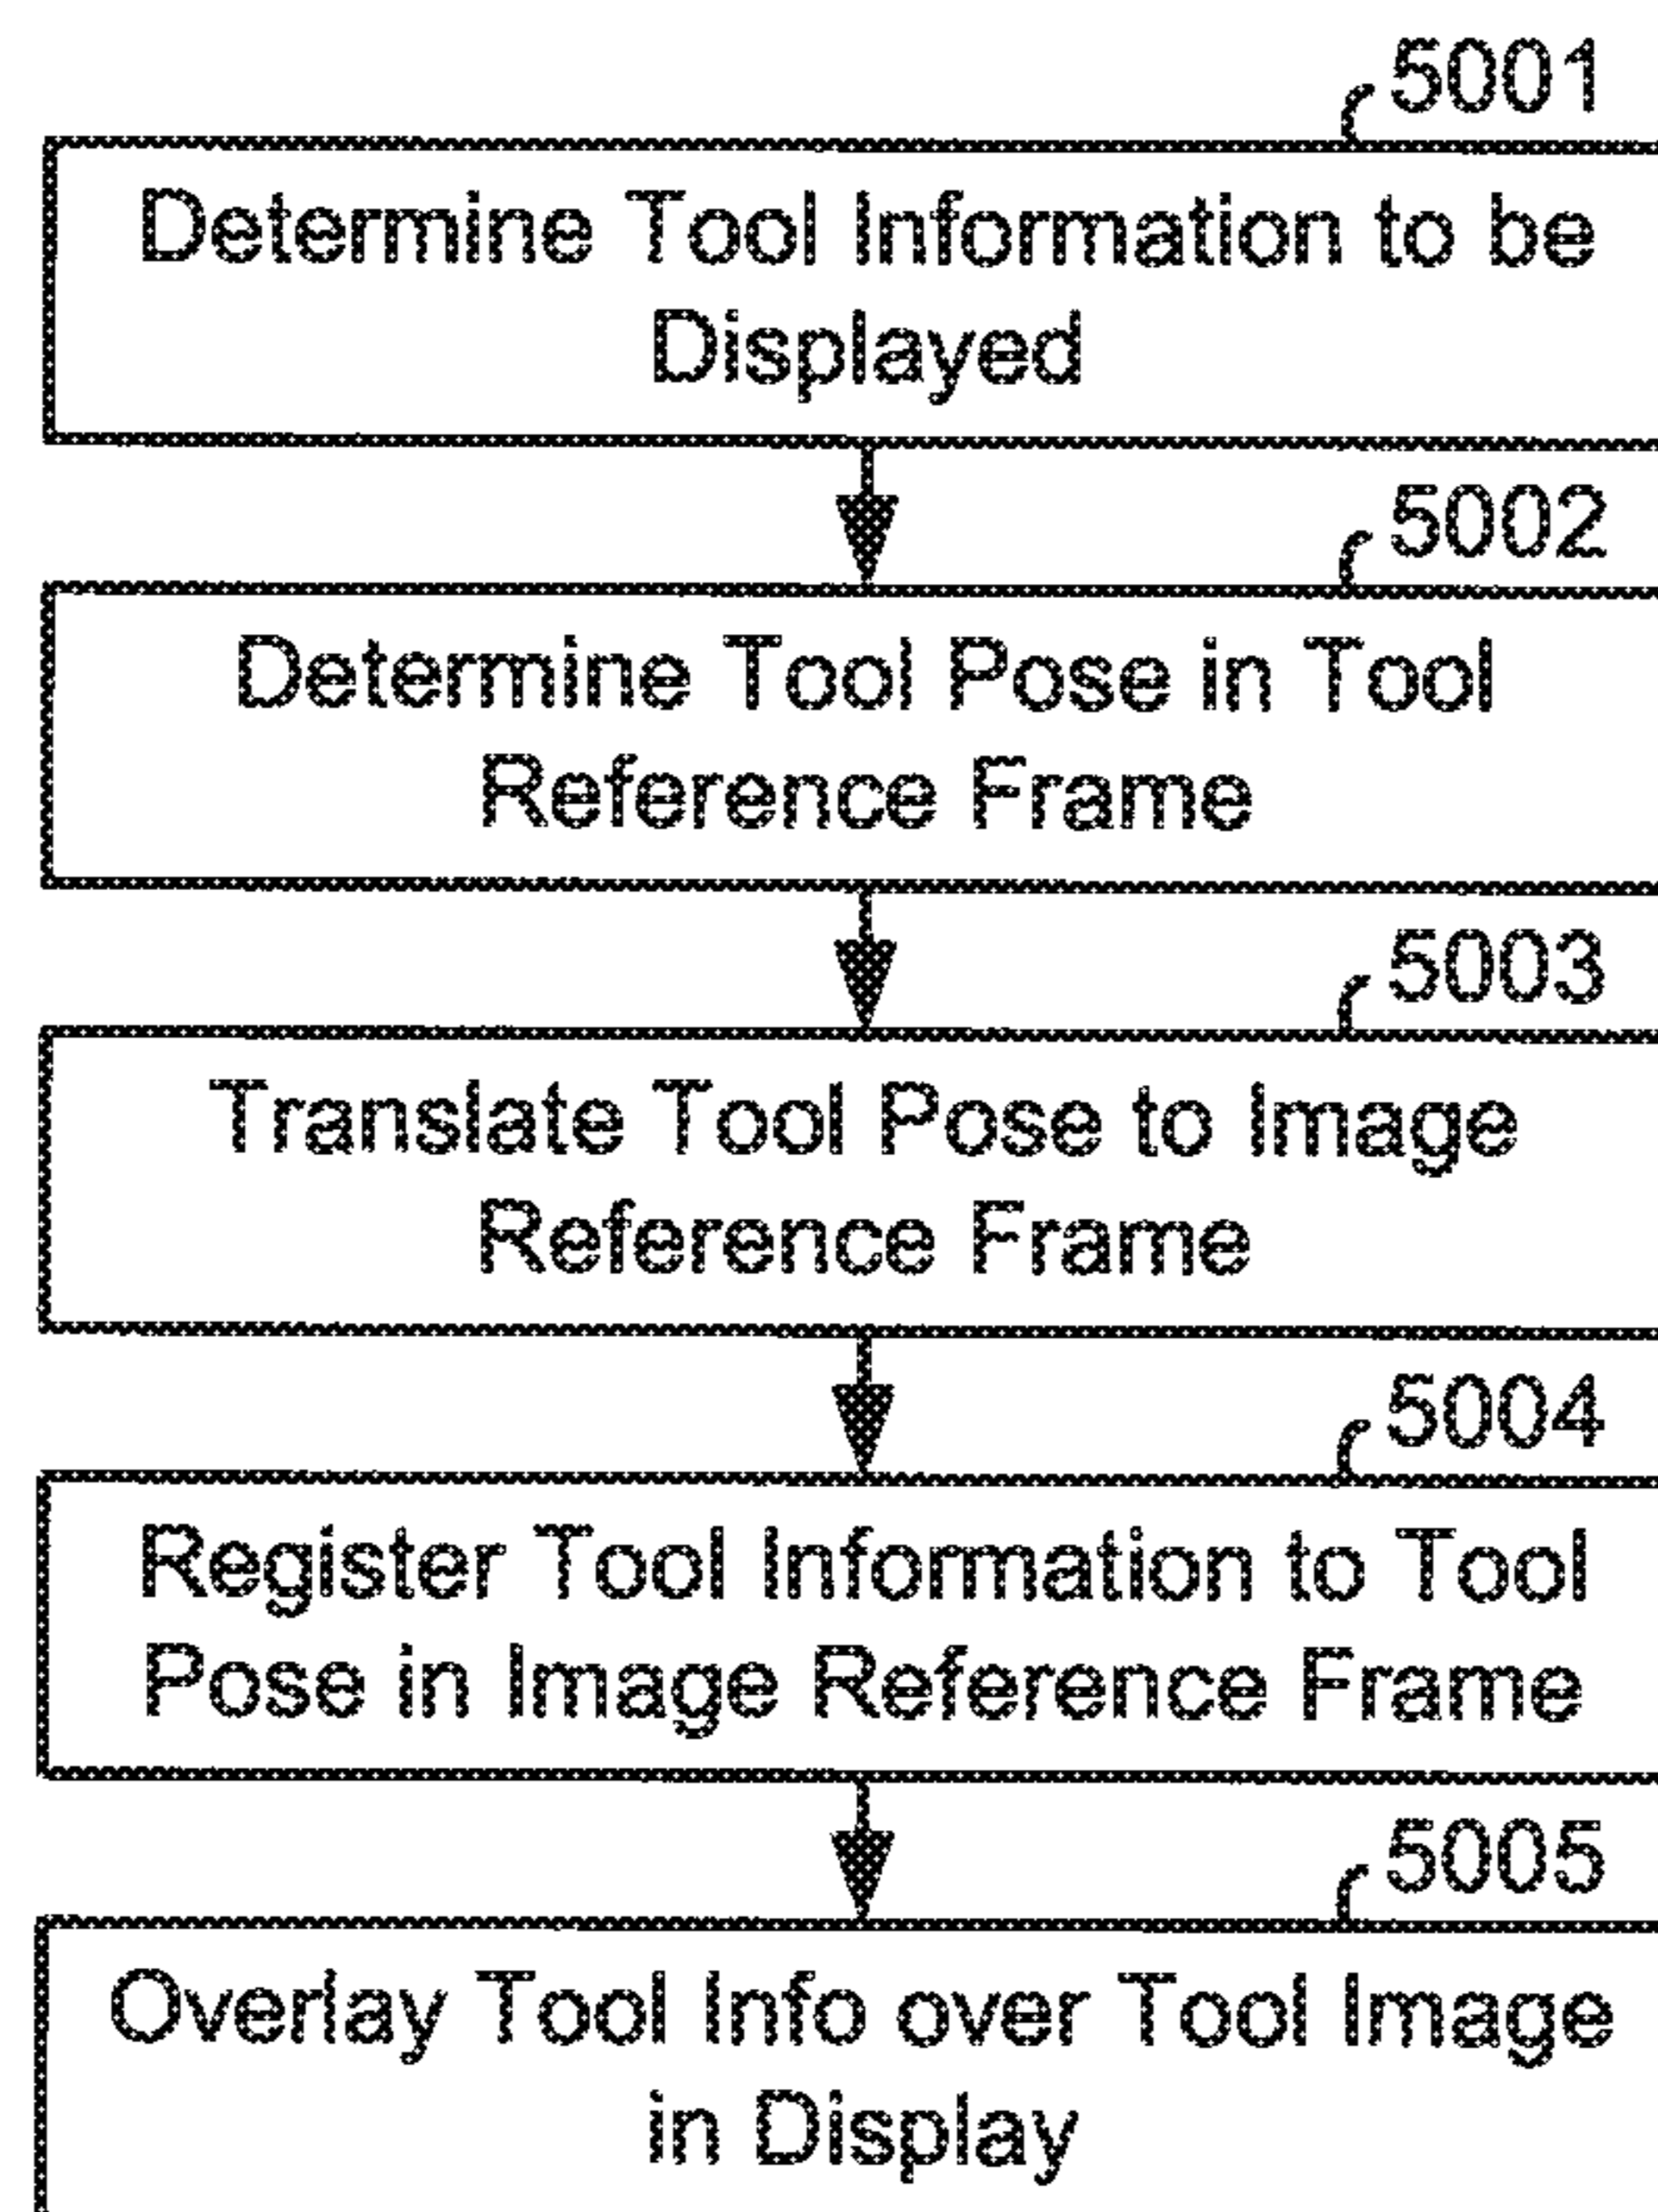 5001
Determine Tool Information to be
Displayed
5002
Determine Tool Pose in Tool
Reference Frame
5003
Translate Tool Pose to Image
Reference Frame
5004
Register Tool Information to Tool
Pose in Image Reference Frame
5005
Overlay Tool Info over Tool Image
in Display